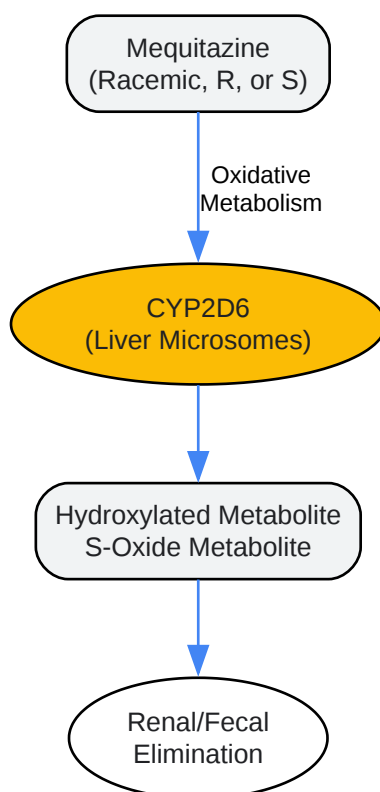 Mequitazine
(Racemic, R, or S)
Oxidative
Metabolism
CYP2D6
(Liver Microsomes)
Hydroxylated Metabolite
S-Oxide Metabolite
Renal/Fecal
Elimination